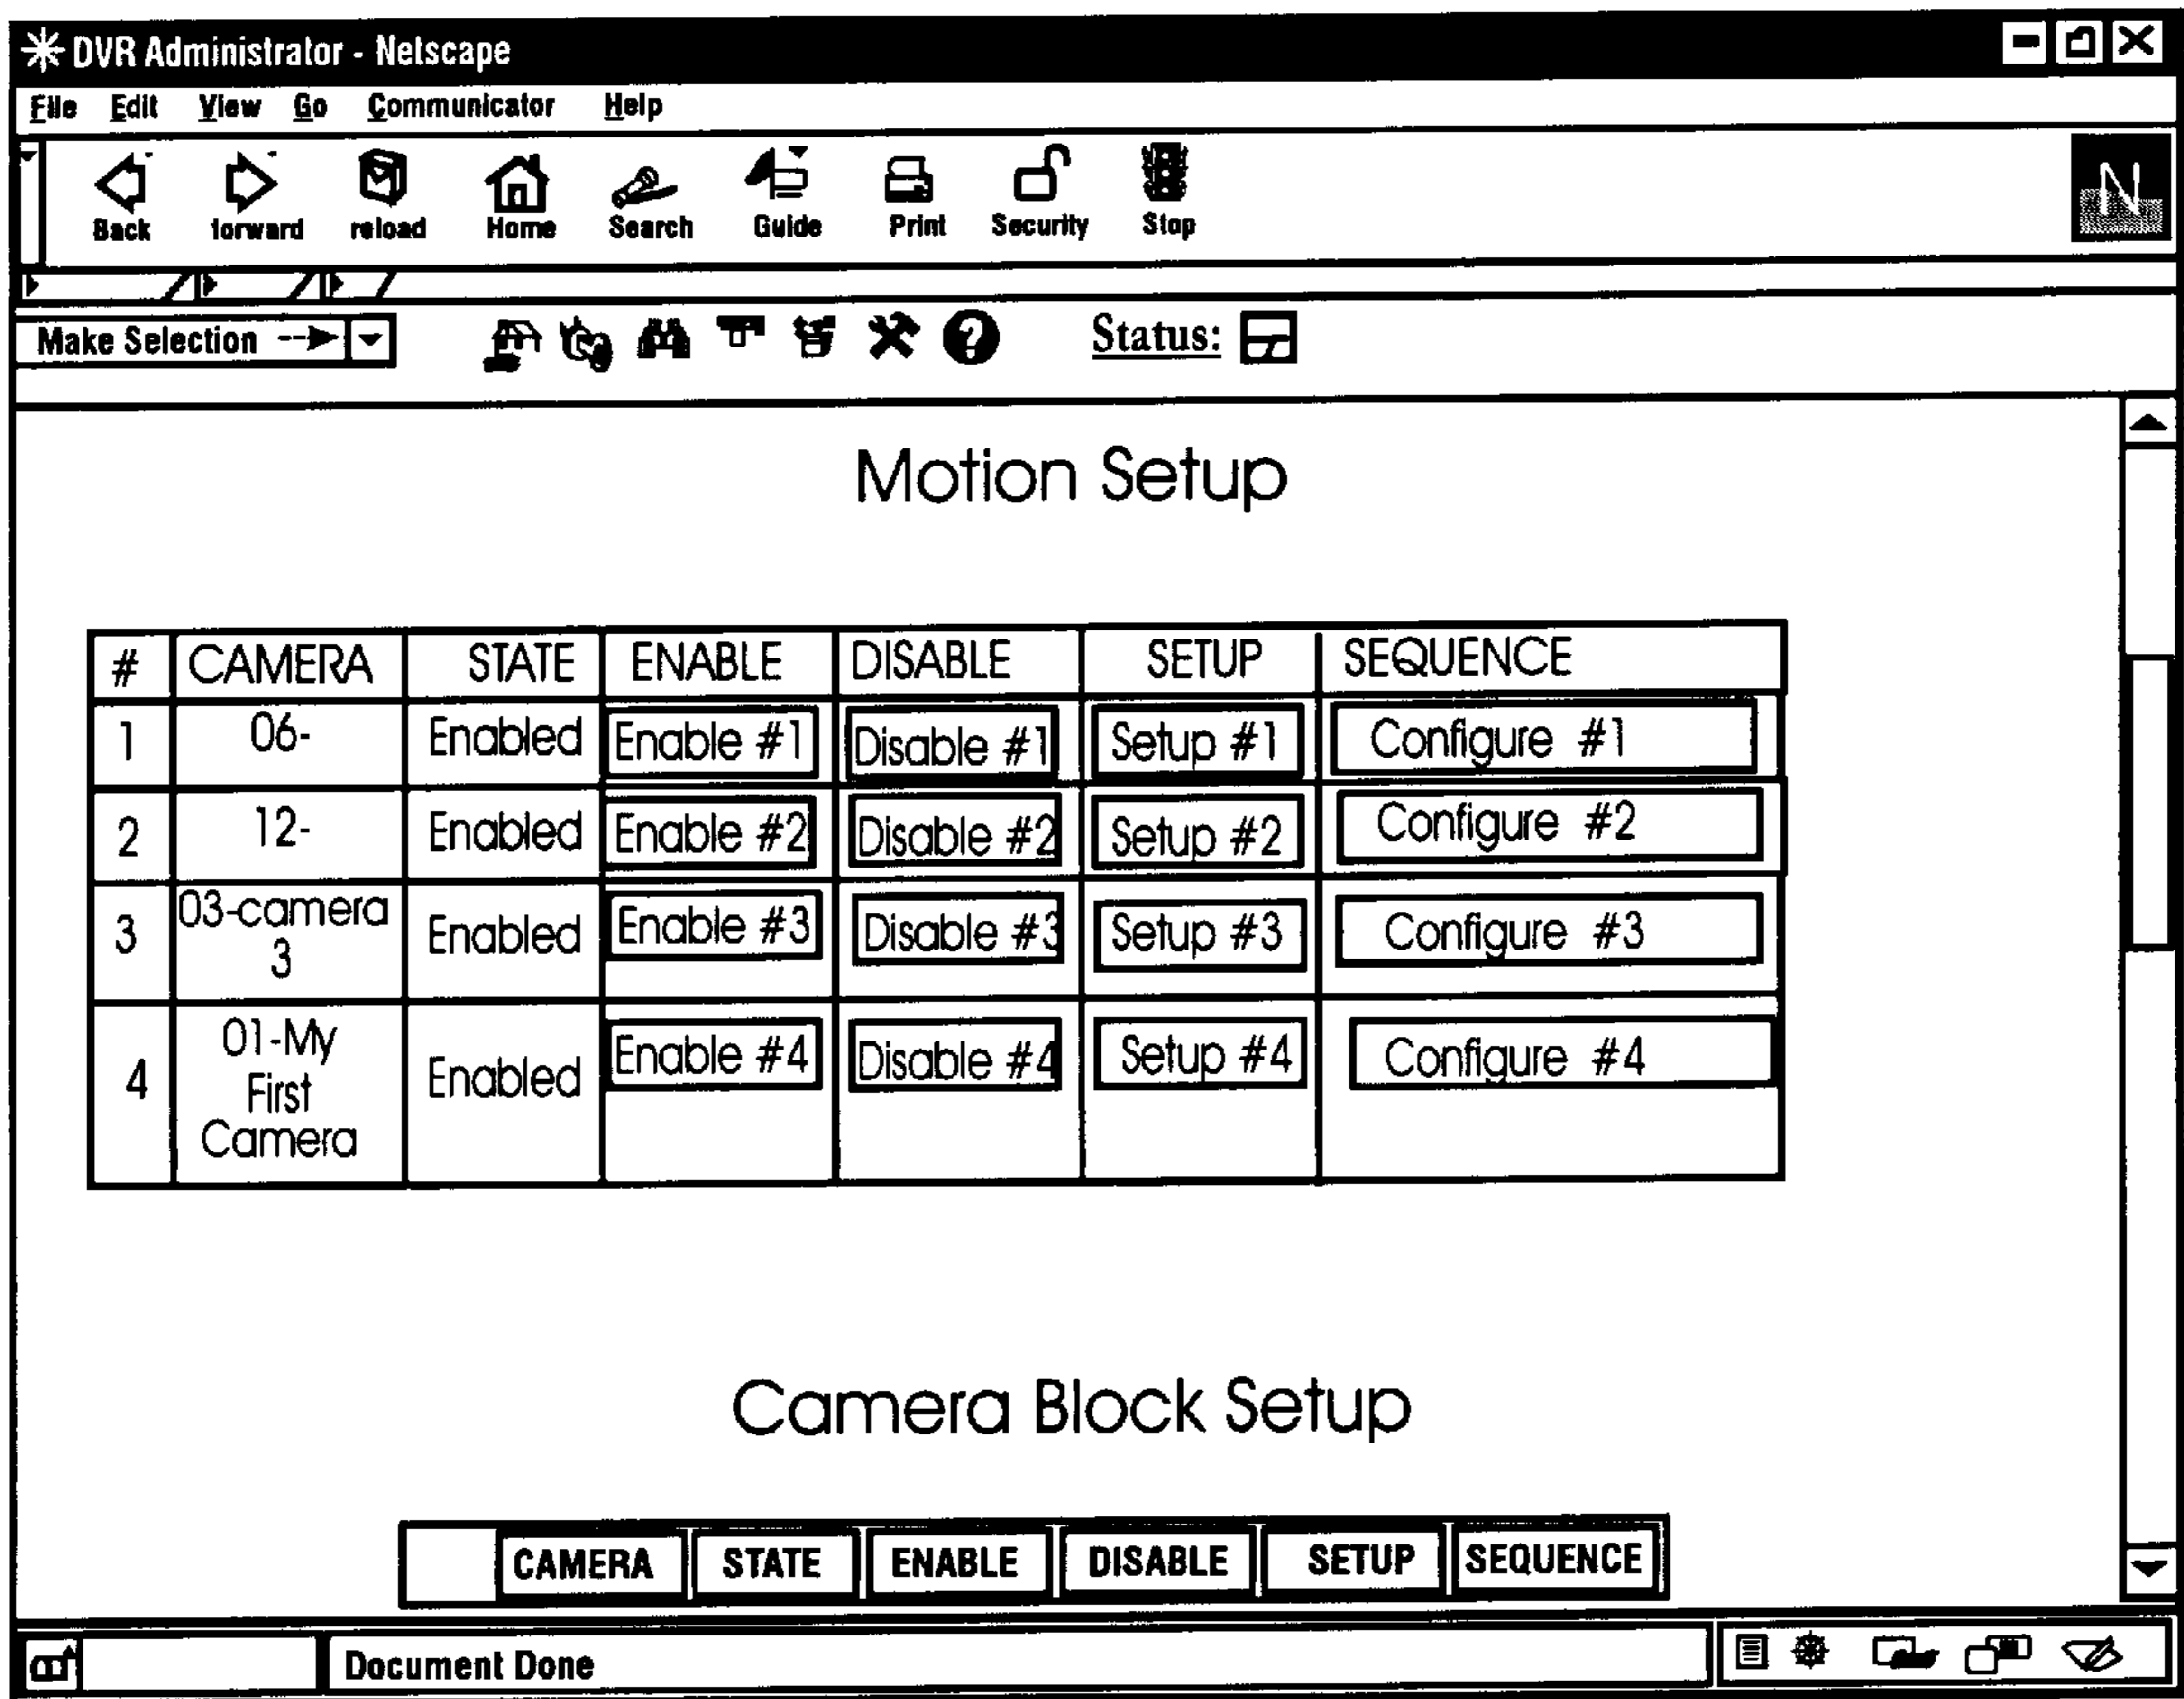 DVR Administrator - Netscape
File Edit View Go Communicator Help
Back forward reload Home Search Guide Print Security Stop
N
Make Selection --> Status:
Motion Setup
# CAMERA STATE ENABLE DISABLE SETUP SEQUENCE
1 06- Enabled Enable #1 Disable #1 Setup #1 Configure #1
2 12- Enabled Enable #2 Disable #2 Setup #2 Configure #2
3 03-camera 3 Enabled Enable #3 Disable #3 Setup #3 Configure #3
4 01-My First Camera Enabled Enable #4 Disable #4 Setup #4 Configure #4
Camera Block Setup
CAMERA STATE ENABLE DISABLE SETUP SEQUENCE
Document Done